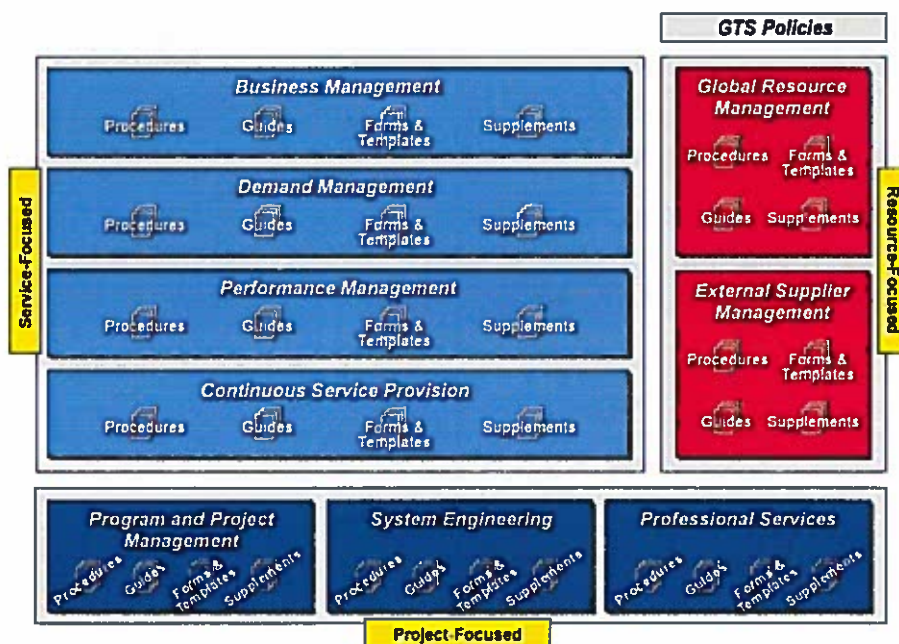 GTS Policies
Business Management
Procedures Guides Forms & Supplements
Templates
Demand Management
Procedures Guides Forms & Supplements
Templates
Performance Management
Procedures Guides Forms & Supplements
Templates
Continuous Service Provision
Procedures Guides Forms & Supplements
Templates
Service-Focused
Global Resource
Management
Procedures Forms &
Templates
Guides Supplements
External Supplier
Management
Procedures Forms &
Templates
Guides Supplements
Resource-Focused
Program and Project
Management
Procedures Guides Forms & Supplements
Templates
System Engineering
Procedures Guides Forms & Supplements
Templates
Professional Services
Procedures Guides Forms & Supplements
Templates
Project-Focused